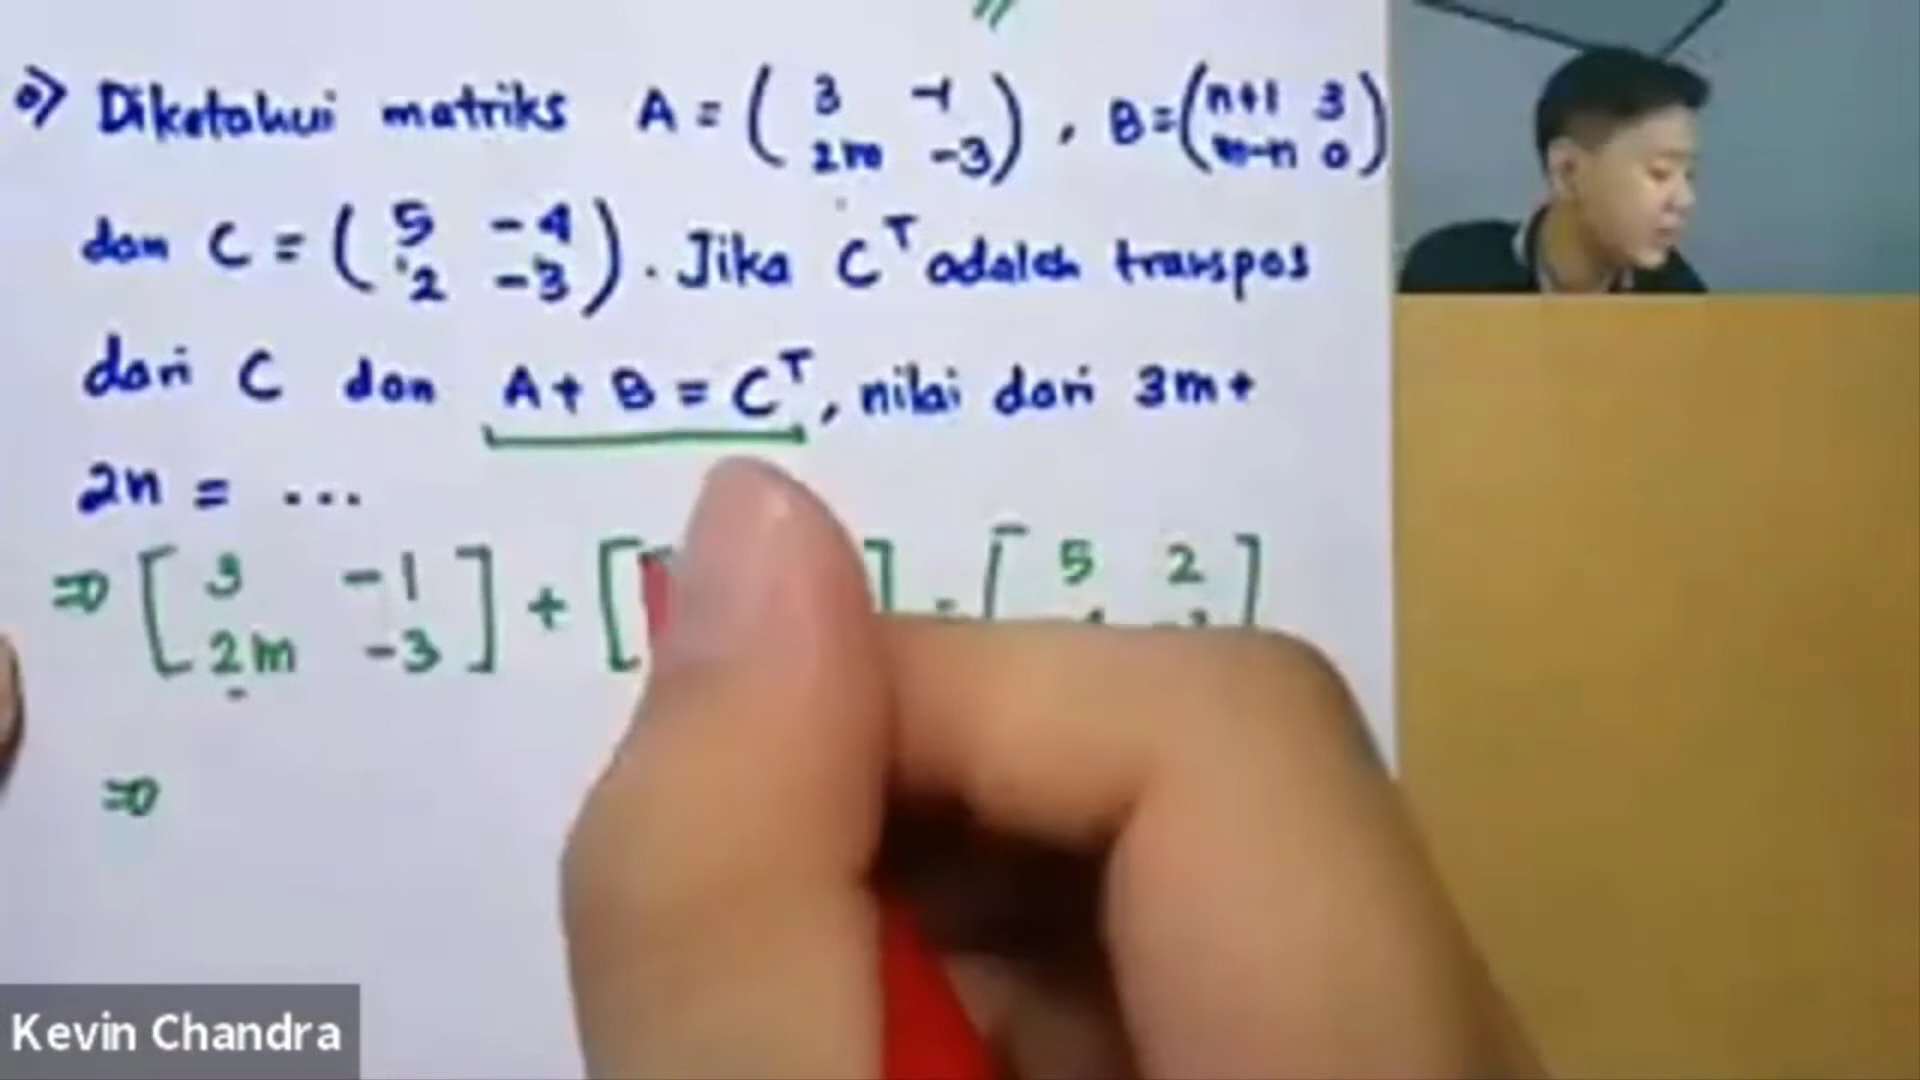 •) Diketahui matriks A = ( 3 -1 2m -3 ) , B = ( n+1 3 m-n 0 )
dan C = ( 5 -4 2 -3 ) . Jika C^T adalah transpos
dari C dan A + B = C^T, nilai dari 3m +
2n = ...
⇒ [ 3 -1 2m -3 ] + [ ] = [ 5 2 ]
⇒
Kevin Chandra